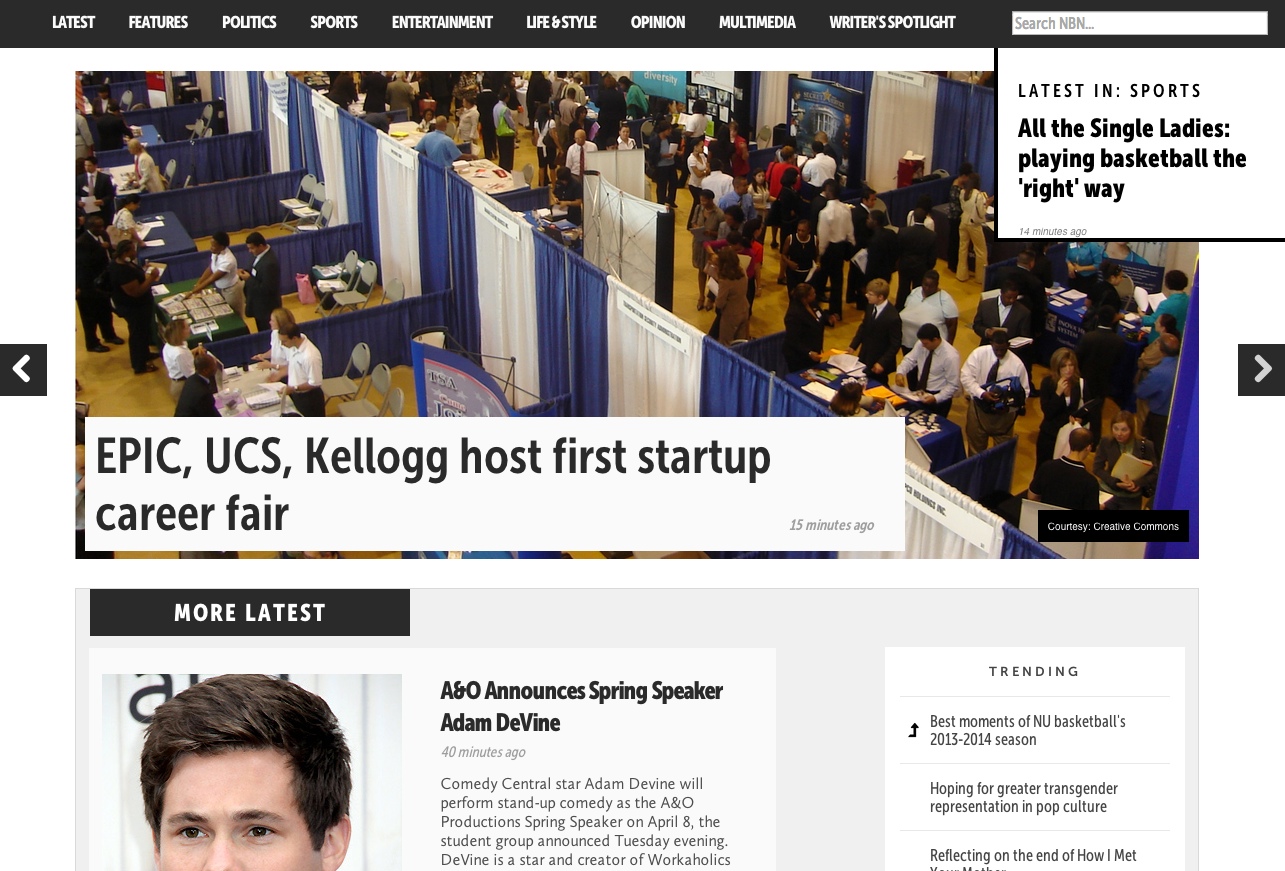 LATEST FEATURES POLITICS SPORTS ENTERTAINMENT LIFE & STYLE OPINION MULTIMEDIA WRITER'S SPOTLIGHT Search NBN...
LATEST IN: SPORTS
All the Single Ladies:
playing basketball the
'right' way
14 minutes ago
diversity
EPIC, UCS, Kellogg host first startup
career fair
15 minutes ago
Courtesy: Creative Commons
MORE LATEST
A&O Announces Spring Speaker
Adam DeVine
40 minutes ago
Comedy Central star Adam Devine will
perform stand-up comedy as the A&O
Productions Spring Speaker on April 8, the
student group announced Tuesday evening.
DeVine is a star and creator of Workaholics
TRENDING
Best moments of NU basketball's
2013-2014 season
Hoping for greater transgender
representation in pop culture
Reflecting on the end of How I Met
Your Mother